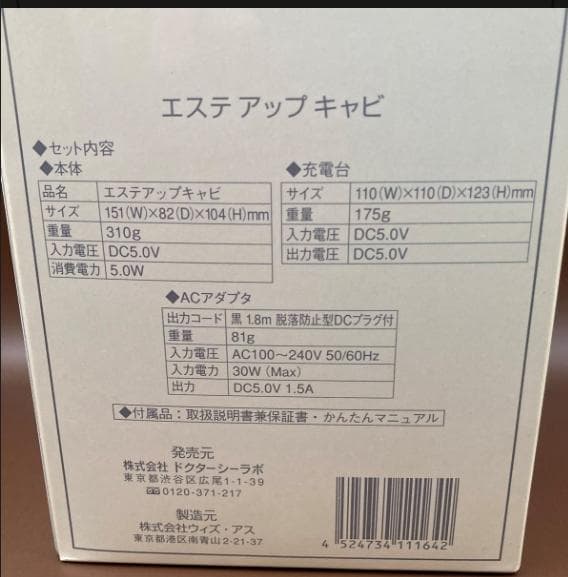 エステ アップ キャビ
◆セット内容
◆本体
品名 エステアップキャビ
サイズ 151(W)×82(D)×104(H)mm
重量 310g
入力電圧 DC5.0V
消費電力 5.0W
◆充電台
サイズ 110(W)×110(D)×123(H)mm
重量 175g
入力電圧 DC5.0V
出力電圧 DC5.0V
◆ACアダプタ
出力コード 黒 1.8m 脱落防止型DCプラグ付
重量 81g
入力電圧 AC100〜240V 50/60Hz
入力電力 30W (Max)
出力 DC5.0V 1.5A
◆付属品：取扱説明書兼保証書・かんたんマニュアル
発売元
株式会社 ドクターシーラボ
東京都渋谷区広尾1-1-39
0120-371-217
製造元
株式会社ウィズ・アス
東京都港区南青山2-21-37
4 524734 111642